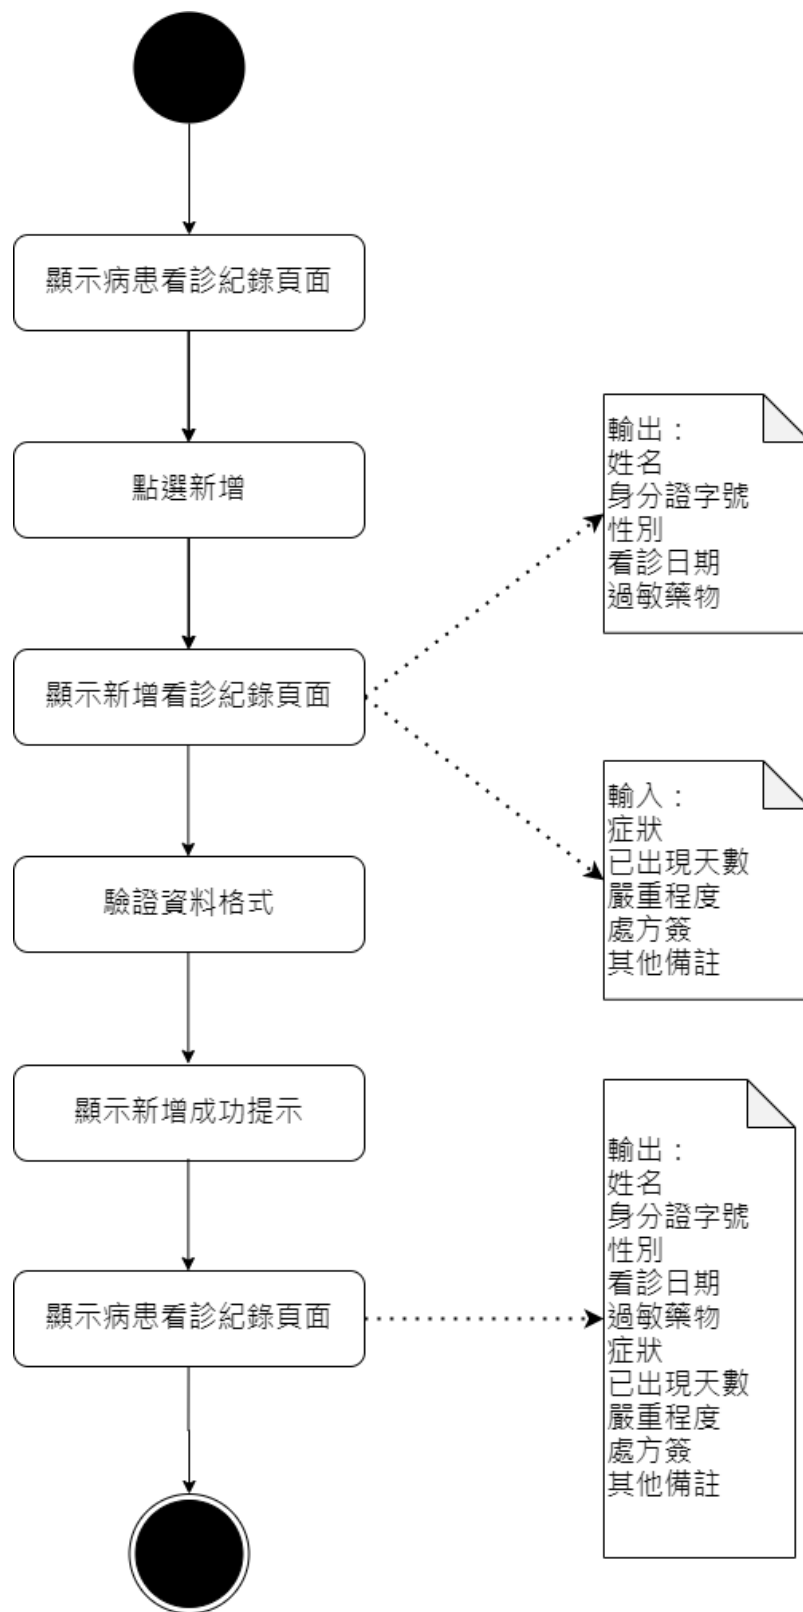 顯示病患看診紀錄頁面
點選新增
輸出：
姓名
身分證字號
性別
看診日期
過敏藥物
顯示新增看診紀錄頁面
輸入：
症狀
已出現天數
嚴重程度
處方簽
其他備註
驗證資料格式
顯示新增成功提示
顯示病患看診紀錄頁面
輸出：
姓名
身分證字號
性別
看診日期
過敏藥物
症狀
已出現天數
嚴重程度
處方簽
其他備註